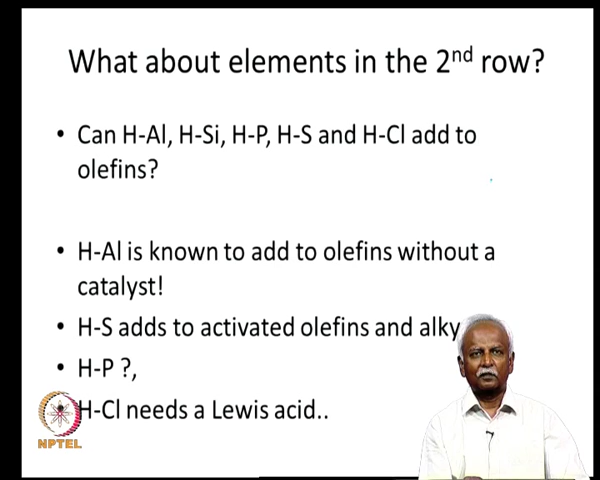 What about elements in the 2nd row?
• Can H-Al, H-Si, H-P, H-S and H-Cl add to
olefins?
• H-Al is known to add to olefins without a
catalyst!
• H-S adds to activated olefins and
• H-P ?,
H-Cl needs a Lewis acid..
NPTEL